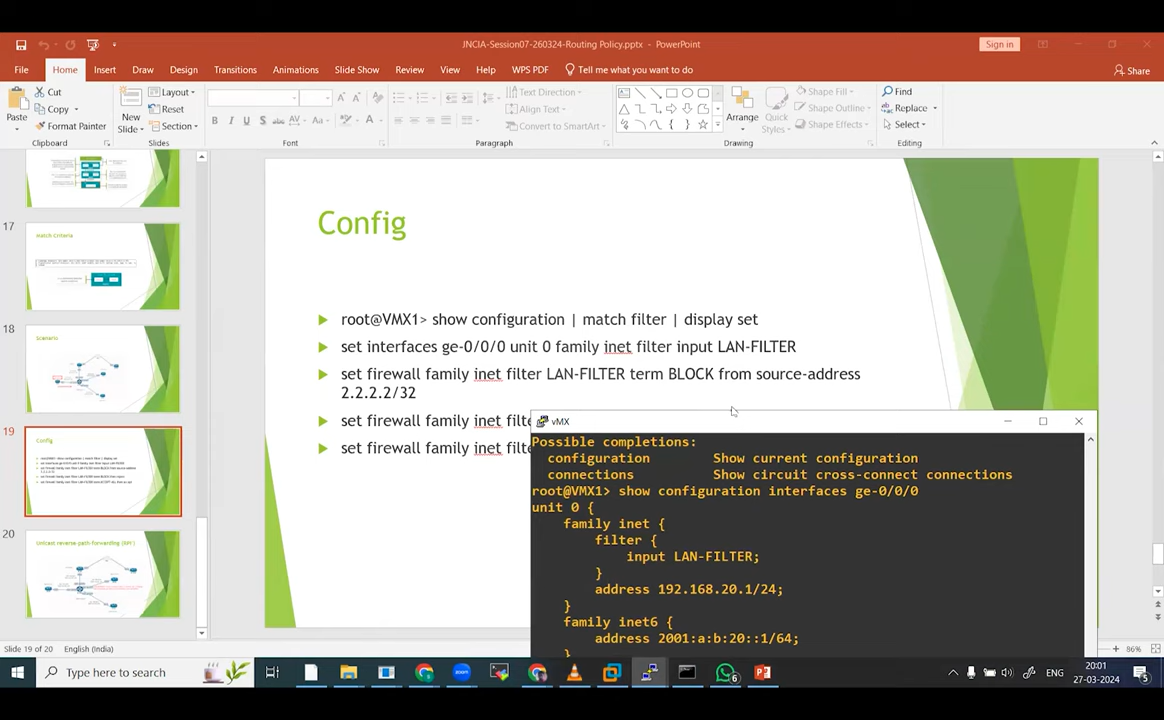 JNCIA-Session07-260324-Routing Policy.pptx - PowerPoint
Sign in
File Home Insert Draw Design Transitions Animations Slide Show Review View Help WPS PDF Tell me what you want to do Share
Paste
Cut
Copy
Format Painter
Clipboard
New
Slide
Layout
Reset
Section
Slides
B I U S abc AV Aa A
Font
Text Direction
Align Text
Convert to SmartArt
Paragraph
Arrange
Quick
Styles
Shape Fill
Shape Outline
Shape Effects
Drawing
Find
Replace
Select
Editing
17
Match Criteria
18
Scenario
19
Config
20
Unicast reverse-path-forwarding (RPF)
Config
root@VMX1> show configuration | match filter | display set
set interfaces ge-0/0/0 unit 0 family inet filter input LAN-FILTER
set firewall family inet filter LAN-FILTER term BLOCK from source-address
2.2.2.2/32
set firewall family inet filte
set firewall family inet filte
vMX
Possible completions:
configuration Show current configuration
connections Show circuit cross-connect connections
root@VMX1> show configuration interfaces ge-0/0/0
unit 0 {
family inet {
filter {
input LAN-FILTER;
}
address 192.168.20.1/24;
}
family inet6 {
address 2001:a:b:20::1/64;
}
Slide 19 of 20 English (India)
86%
Type here to search
6
ENG
20:01
27-03-2024
5